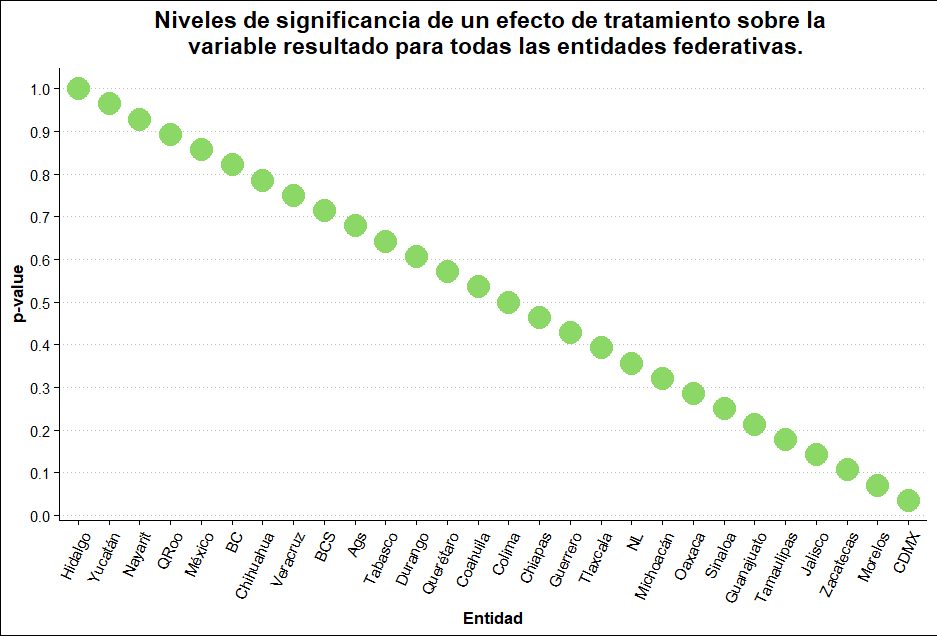 Niveles de significancia de un efecto de tratamiento sobre la
variable resultado para todas las entidades federativas.
p-value
1.0
0.9
0.8
0.7
0.6
0.5
0.4
0.3
0.2
0.1
0.0
Hidalgo
Yucatán
Nayarit
QRoo
México
BC
Chihuahua
Veracruz
BCS
Ags
Tabasco
Durango
Querétaro
Coahuila
Colima
Chiapas
Guerrero
Tlaxcala
NL
Michoacán
Oaxaca
Sinaloa
Guanajuato
Tamaulipas
Jalisco
Zacatecas
Morelos
CDMX
Entidad